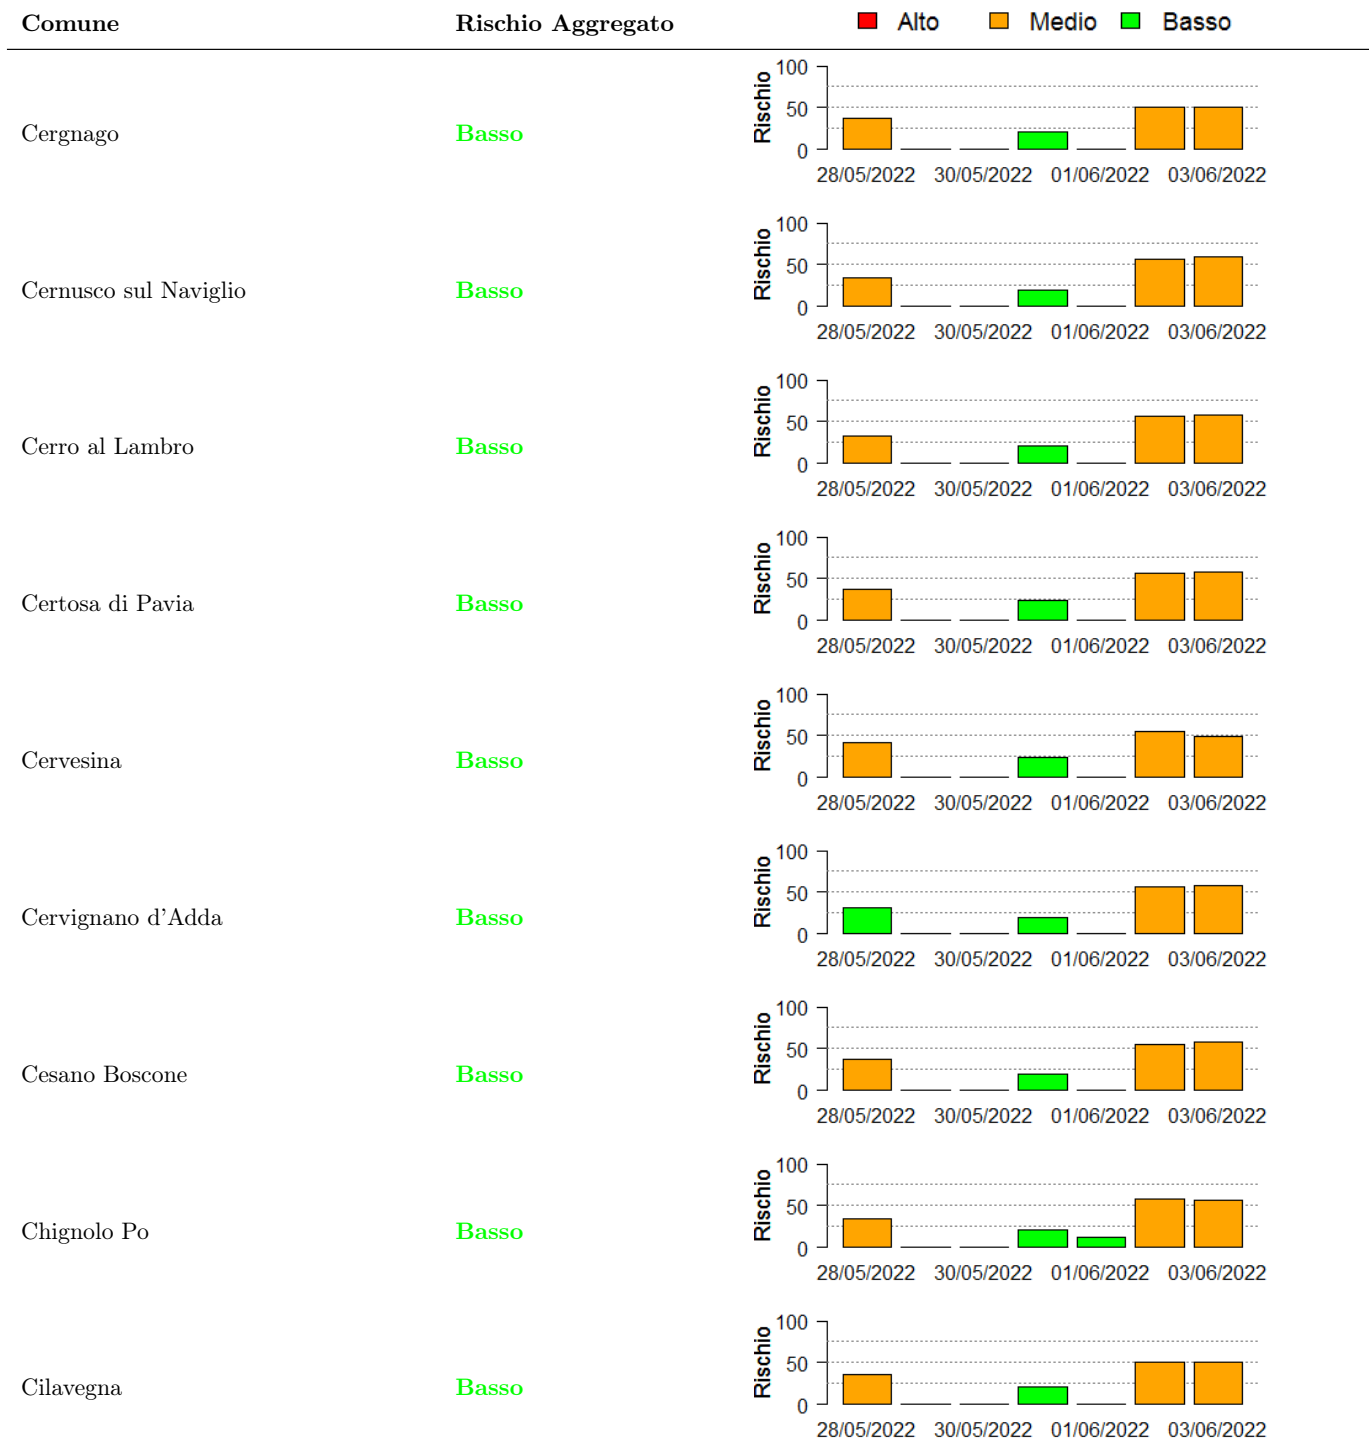 Comune Rischio Aggregato Alto Medio Basso
100
50
0
Rischio
Cergnago Basso
28/05/2022 30/05/2022 01/06/2022 03/06/2022
100
50
0
Rischio
Cernusco sul Naviglio Basso
28/05/2022 30/05/2022 01/06/2022 03/06/2022
100
50
0
Rischio
Cerro al Lambro Basso
28/05/2022 30/05/2022 01/06/2022 03/06/2022
100
50
0
Rischio
Certosa di Pavia Basso
28/05/2022 30/05/2022 01/06/2022 03/06/2022
100
50
0
Rischio
Cervesina Basso
28/05/2022 30/05/2022 01/06/2022 03/06/2022
100
50
0
Rischio
Cervignano d'Adda Basso
28/05/2022 30/05/2022 01/06/2022 03/06/2022
100
50
0
Rischio
Cesano Boscone Basso
28/05/2022 30/05/2022 01/06/2022 03/06/2022
100
50
0
Rischio
Chignolo Po Basso
28/05/2022 30/05/2022 01/06/2022 03/06/2022
100
50
0
Rischio
Cilavegna Basso
28/05/2022 30/05/2022 01/06/2022 03/06/2022